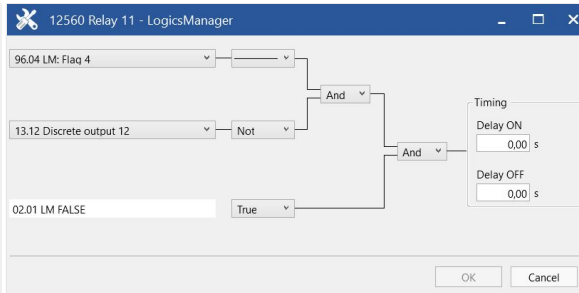 12560 Relay 11 - LogicsManager
96.04 LM: Flag 4
And
Timing
13.12 Discrete output 12
Not
Delay ON
0,00 s
And
Delay OFF
0,00 s
02.01 LM FALSE
True
OK
Cancel